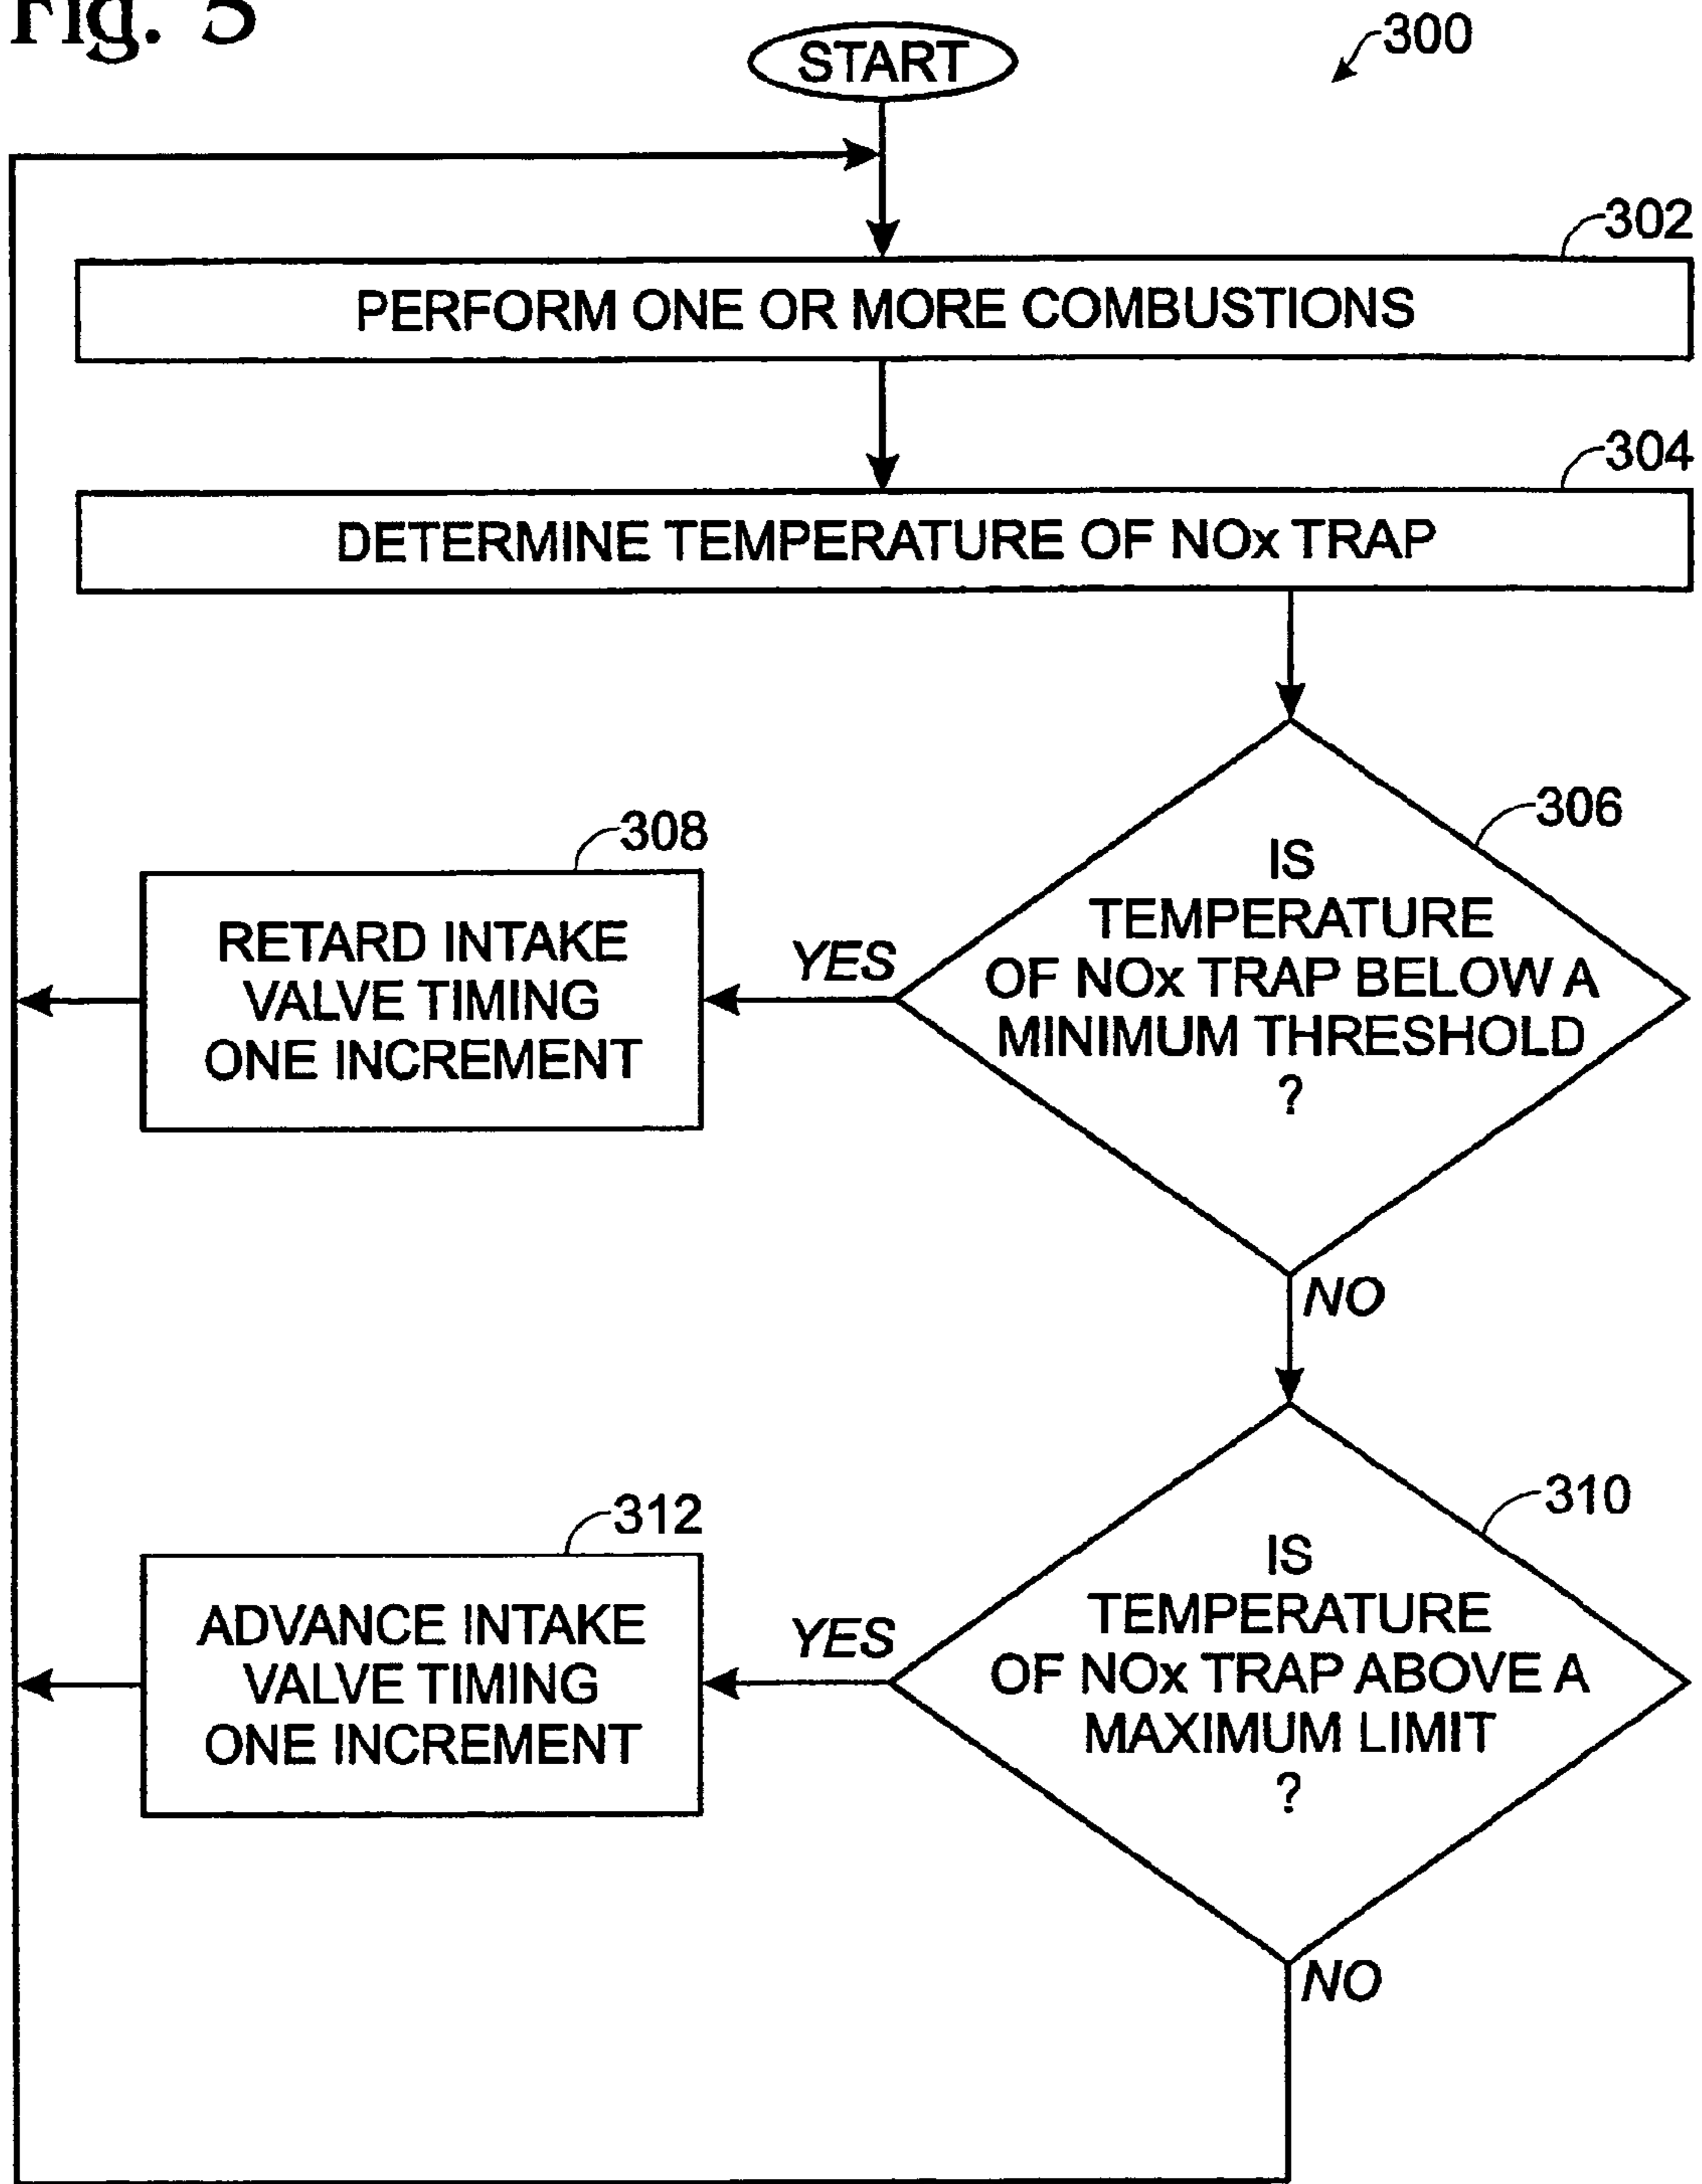 Fig. 5
START
300
302
PERFORM ONE OR MORE COMBUSTIONS
304
DETERMINE TEMPERATURE OF NOx TRAP
306
IS
TEMPERATURE
OF NOx TRAP BELOW A
MINIMUM THRESHOLD
?
YES
308
RETARD INTAKE
VALVE TIMING
ONE INCREMENT
NO
310
IS
TEMPERATURE
OF NOx TRAP ABOVE A
MAXIMUM LIMIT
?
YES
312
ADVANCE INTAKE
VALVE TIMING
ONE INCREMENT
NO